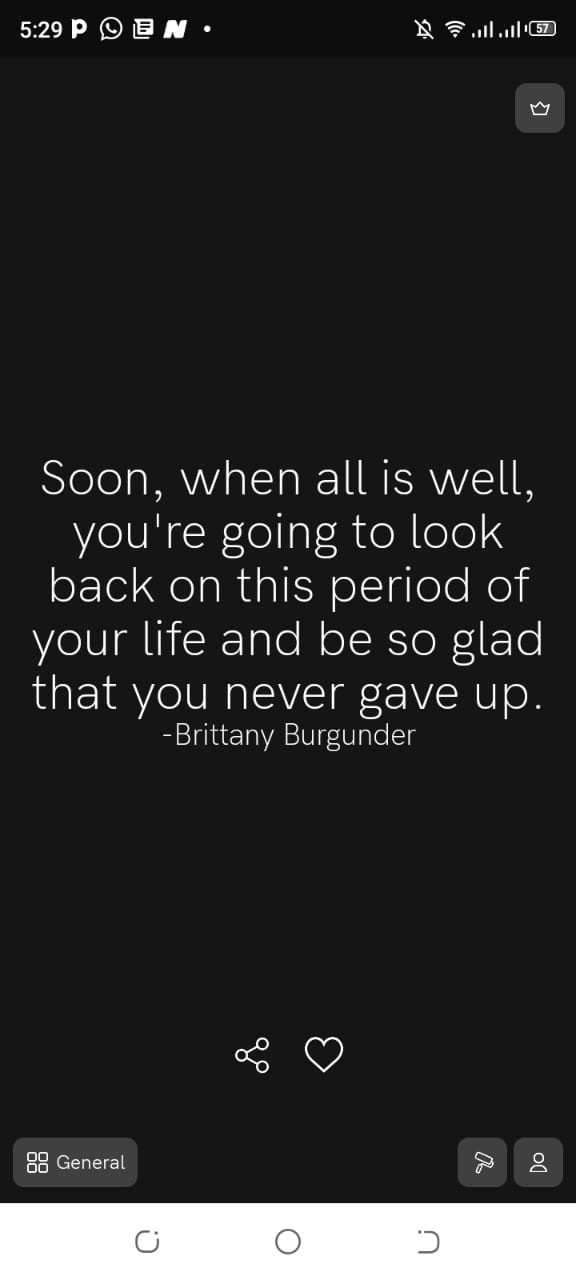 5:29
57
Soon, when all is well,
you're going to look
back on this period of
your life and be so glad
that you never gave up.
-Brittany Burgunder
General